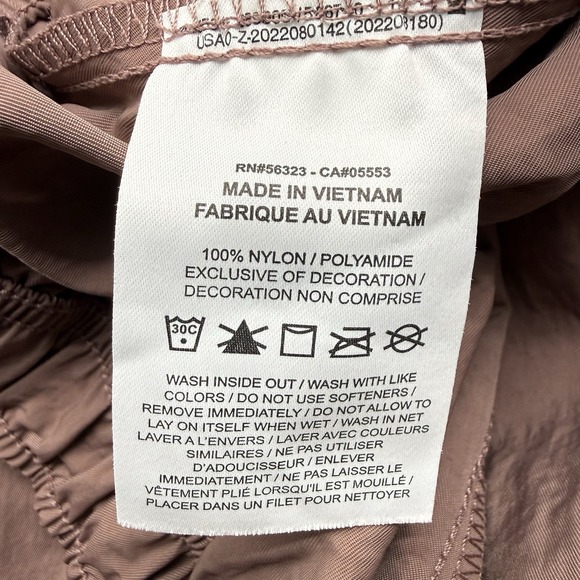 USA0-Z-2022080142(202208180)
RN#56323 - CA#05553
MADE IN VIETNAM
FABRIQUE AU VIETNAM
100% NYLON / POLYAMIDE
EXCLUSIVE OF DECORATION /
DECORATION NON COMPRISE
30C
WASH INSIDE OUT / WASH WITH LIKE
COLORS / DO NOT USE SOFTENERS /
REMOVE IMMEDIATELY / DO NOT ALLOW TO
LAY ON ITSELF WHEN WET / WASH IN NET
LAVER A L'ENVERS / LAVER AVEC COULEURS
SIMILAIRES / NE PAS UTILISER
D'ADOUCISSEUR / ENLEVER
IMMEDIATEMENT / NE PAS LAISSER LE
VÊTEMENT PLIÉ LORSQU'IL EST MOUILLÉ /
PLACER DANS UN FILET POUR NETTOYER